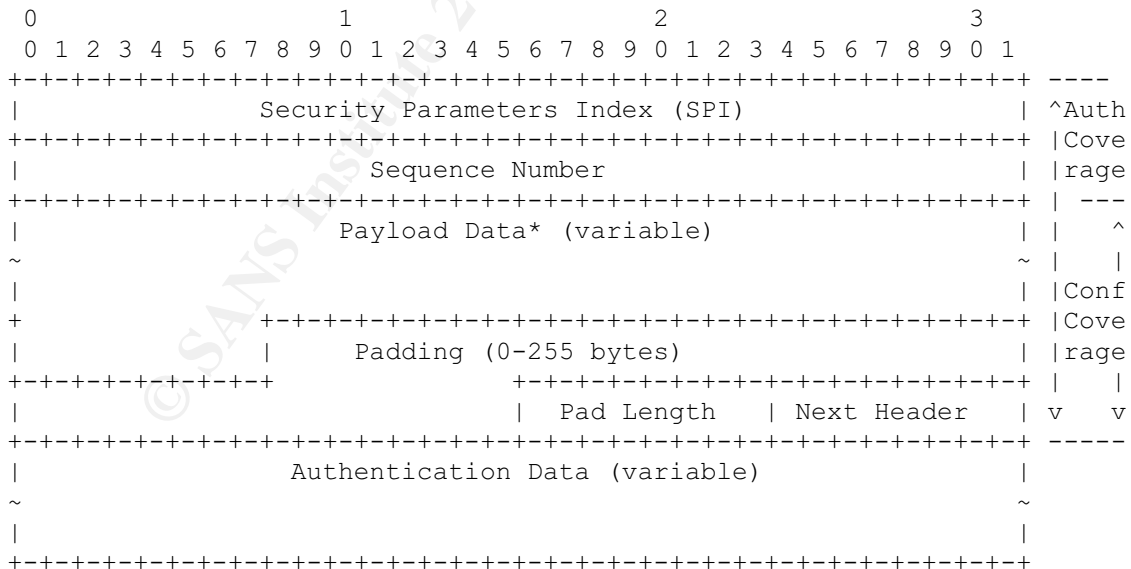 0                   1                   2                   3
 0 1 2 3 4 5 6 7 8 9 0 1 2 3 4 5 6 7 8 9 0 1 2 3 4 5 6 7 8 9 0 1
+-+-+-+-+-+-+-+-+-+-+-+-+-+-+-+-+-+-+-+-+-+-+-+-+-+-+-+-+-+-+-+-+ ----
|               Security Parameters Index (SPI)                 | ^Auth
+-+-+-+-+-+-+-+-+-+-+-+-+-+-+-+-+-+-+-+-+-+-+-+-+-+-+-+-+-+-+-+-+ |Cove
|                      Sequence Number                          | |rage
+-+-+-+-+-+-+-+-+-+-+-+-+-+-+-+-+-+-+-+-+-+-+-+-+-+-+-+-+-+-+-+-+ | ---
|                    Payload Data* (variable)                   | |   ^
~                                                               ~ |   |
|                                                               | |Conf
+               +-+-+-+-+-+-+-+-+-+-+-+-+-+-+-+-+-+-+-+-+-+-+-+-+ |Cove
|               |     Padding (0-255 bytes)                     | |rage
+-+-+-+-+-+-+-+-+               +-+-+-+-+-+-+-+-+-+-+-+-+-+-+-+-+ |   |
|                               |  Pad Length   | Next Header   | v   v
+-+-+-+-+-+-+-+-+-+-+-+-+-+-+-+-+-+-+-+-+-+-+-+-+-+-+-+-+-+-+-+-+ -----
|                 Authentication Data (variable)                |
~                                                               ~
|                                                               |
+-+-+-+-+-+-+-+-+-+-+-+-+-+-+-+-+-+-+-+-+-+-+-+-+-+-+-+-+-+-+-+-+
© SANS Institute 2